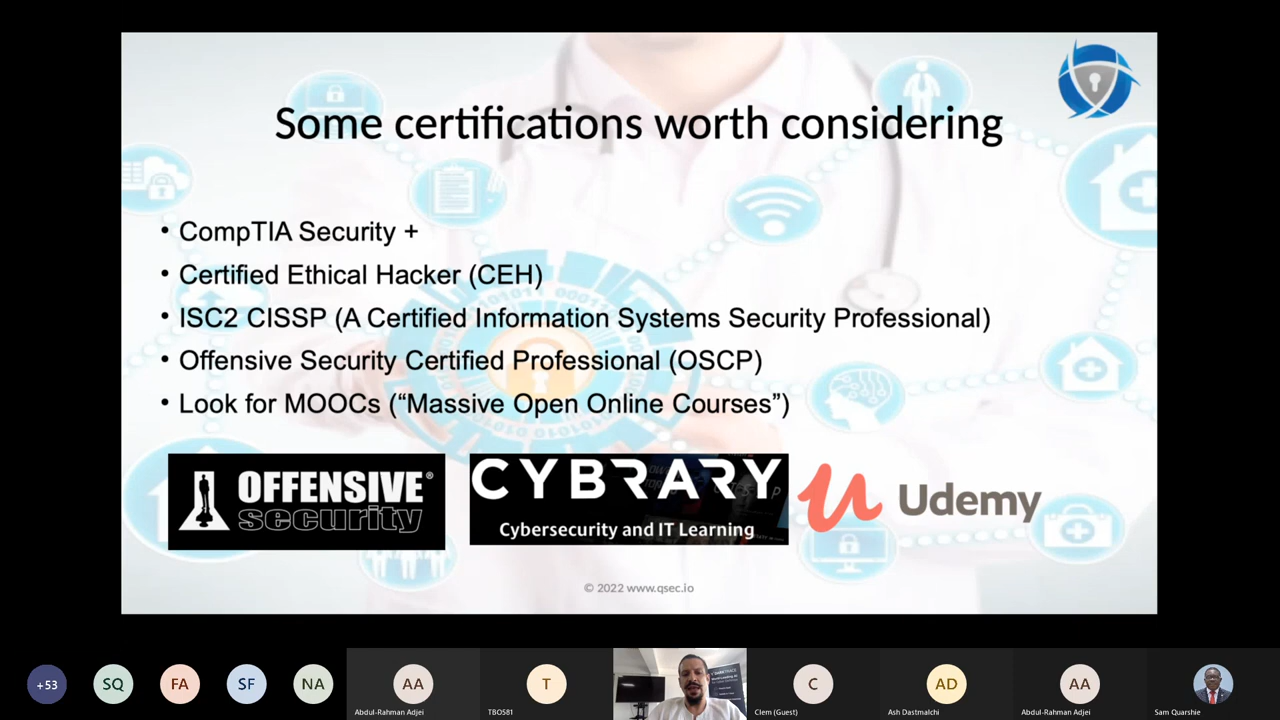 Some certifications worth considering
• CompTIA Security +
• Certified Ethical Hacker (CEH)
• ISC2 CISSP (A Certified Information Systems Security Professional)
• Offensive Security Certified Professional (OSCP)
• Look for MOOCs (“Massive Open Online Courses”)
OFFENSIVE®
security
CYBRARY
Cybersecurity and IT Learning
Udemy
© 2022 www.qsec.io
+53
SQ
FA
SF
NA
AA
Abdul-Rahman Adjei
T
TBOS81
C
Clem (Guest)
AD
Ash Dastmalchi
AA
Abdul-Rahman Adjei
Sam Quarshie